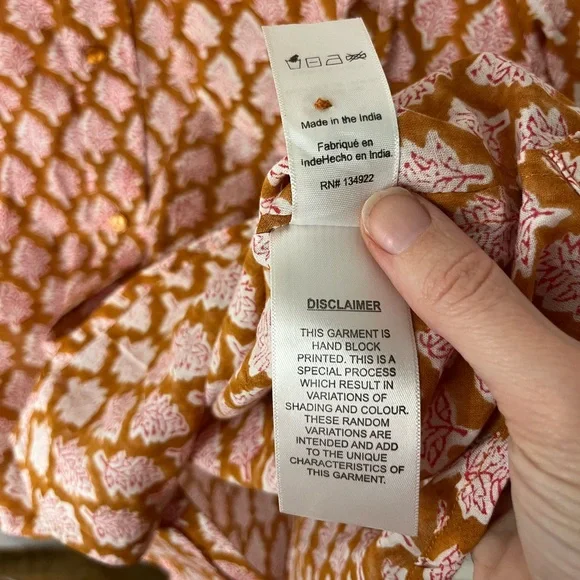 Made in the India
Fabriqué en
IndeHecho en India.
RN# 134922
DISCLAIMER
THIS GARMENT IS
HAND BLOCK
PRINTED. THIS IS A
SPECIAL PROCESS
WHICH RESULT IN
VARIATIONS OF
SHADING AND COLOUR.
THESE RANDOM
VARIATIONS ARE
INTENDED AND ADD
TO THE UNIQUE
CHARACTERISTICS OF
THIS GARMENT.